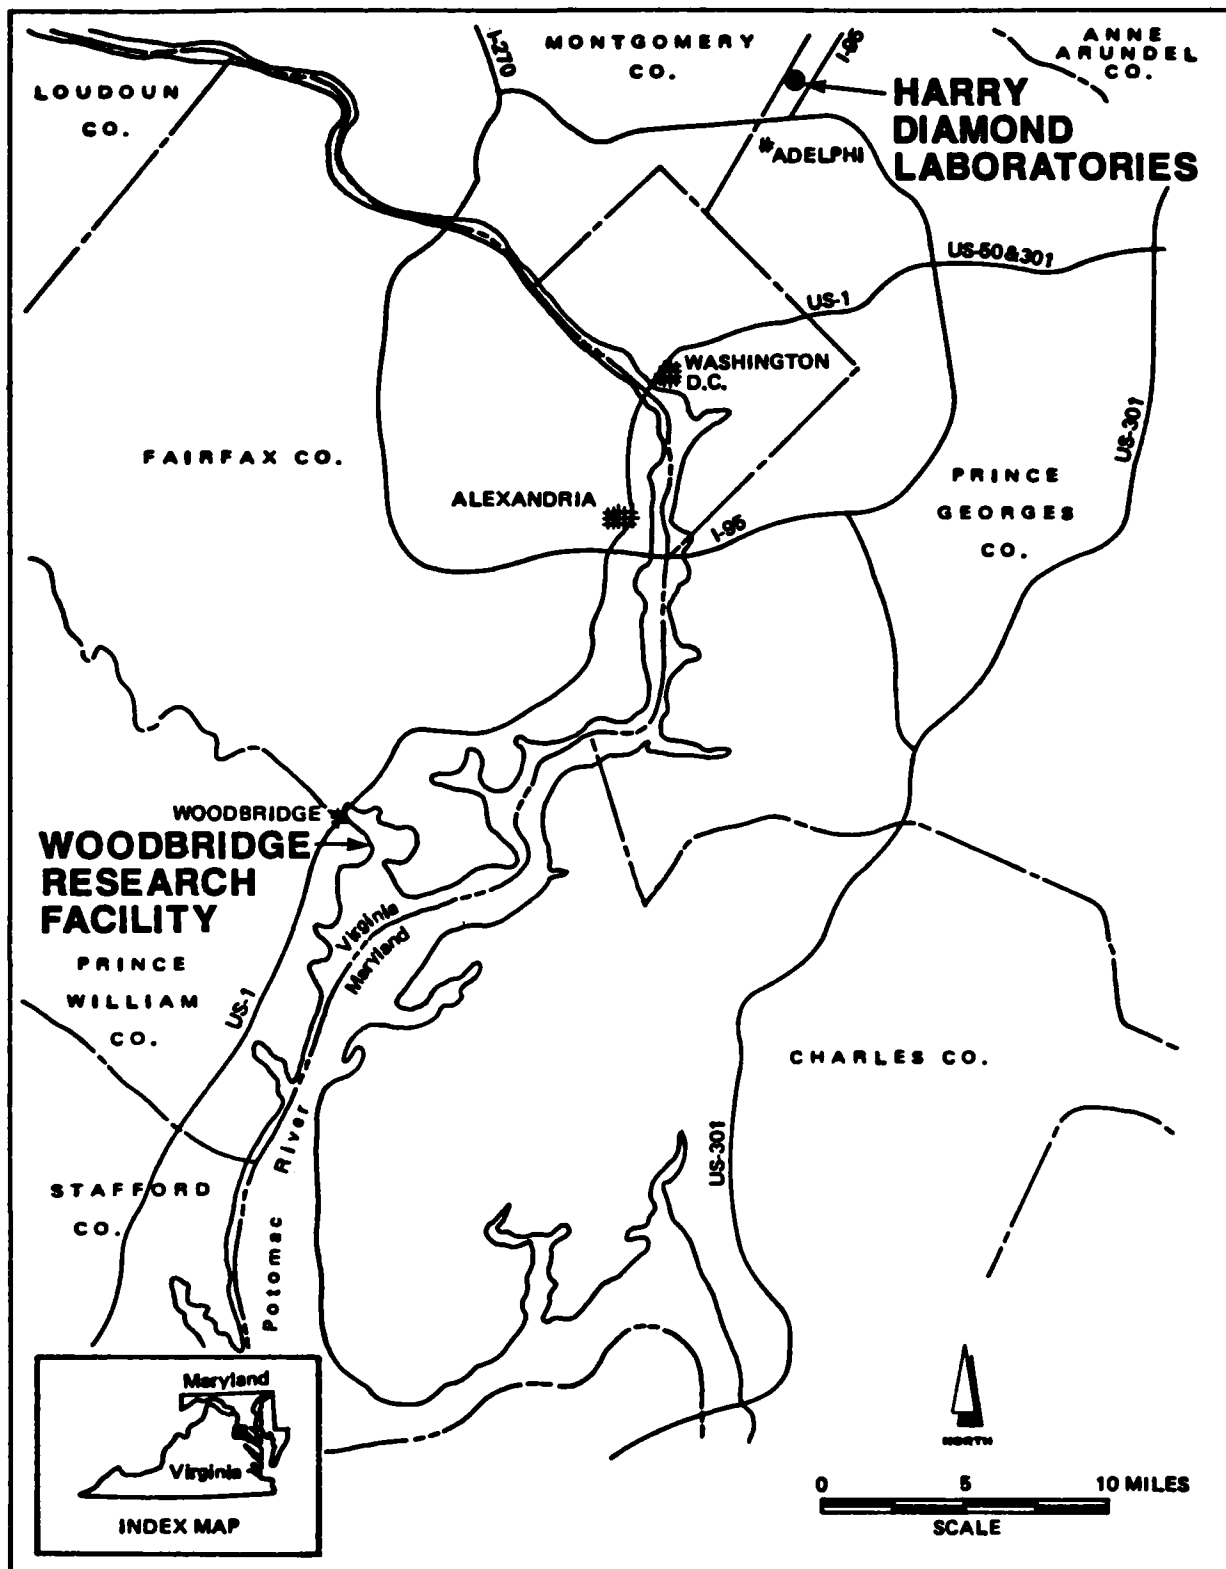 I-270
MONTGOMERY
CO.
I-95
ANNE
ARUNDEL
CO.
LOUDOUN
CO.
HARRY
DIAMOND
LABORATORIES
ADELPHI
US-50&301
US-1
WASHINGTON
D.C.
US-301
FAIRFAX CO.
ALEXANDRIA
I-95
PRINCE
GEORGES
CO.
WOODBRIDGE
WOODBRIDGE
RESEARCH
FACILITY
Virginia
Maryland
PRINCE
WILLIAM
CO.
US-1
CHARLES CO.
US-301
STAFFORD
CO.
Potomac River
Maryland
Virginia
INDEX MAP
NORTH
0 5 10 MILES
SCALE